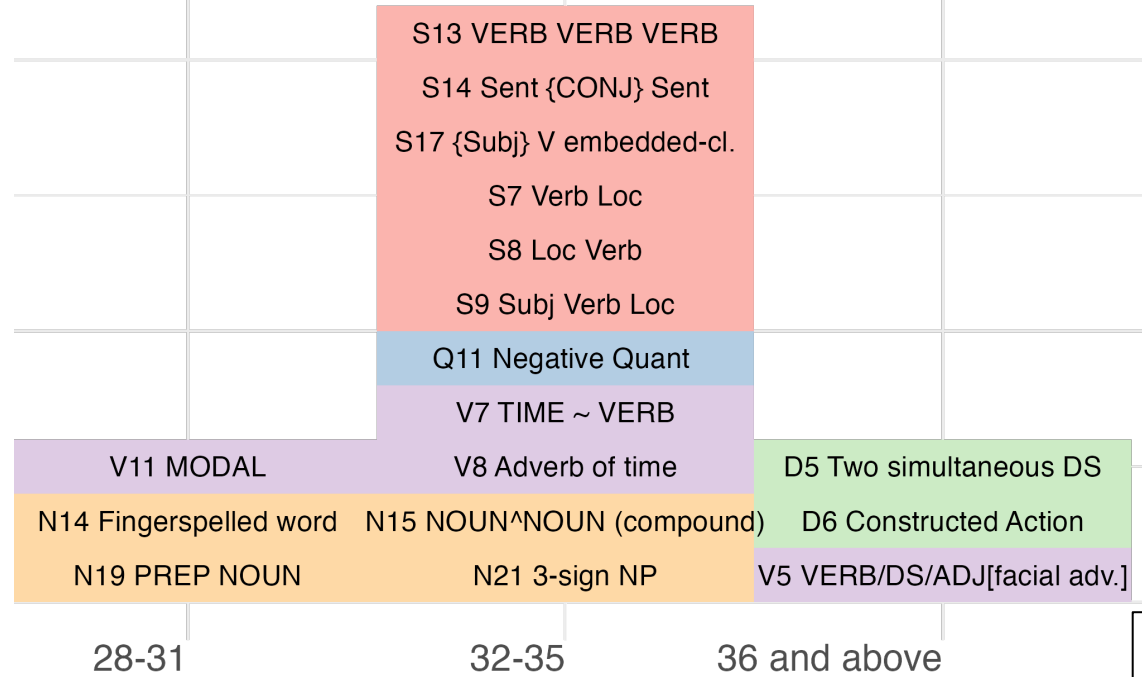 S13 VERB VERB VERB
S14 Sent {CONJ} Sent
S17 {Subj} V embedded-cl.
S7 Verb Loc
S8 Loc Verb
S9 Subj Verb Loc
Q11 Negative Quant
V7 TIME ~ VERB
V11 MODAL V8 Adverb of time D5 Two simultaneous DS
N14 Fingerspelled word N15 NOUN^NOUN (compound) D6 Constructed Action
N19 PREP NOUN N21 3-sign NP V5 VERB/DS/ADJ[facial adv.]
28-31 32-35 36 and above